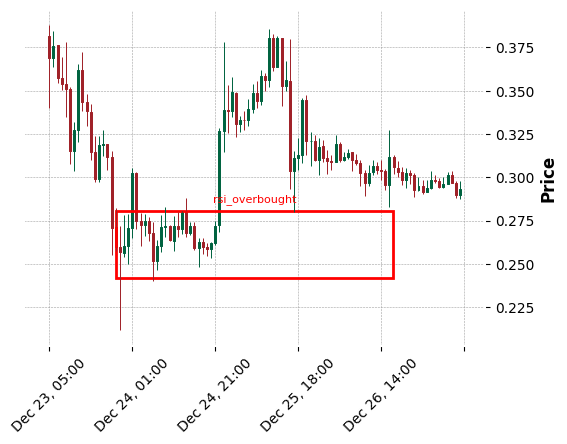 0.375
0.350
0.325
0.300
rsi_overbought
0.275
0.250
0.225
Price
Dec 23, 05:00
Dec 24, 01:00
Dec 24, 21:00
Dec 25, 18:00
Dec 26, 14:00